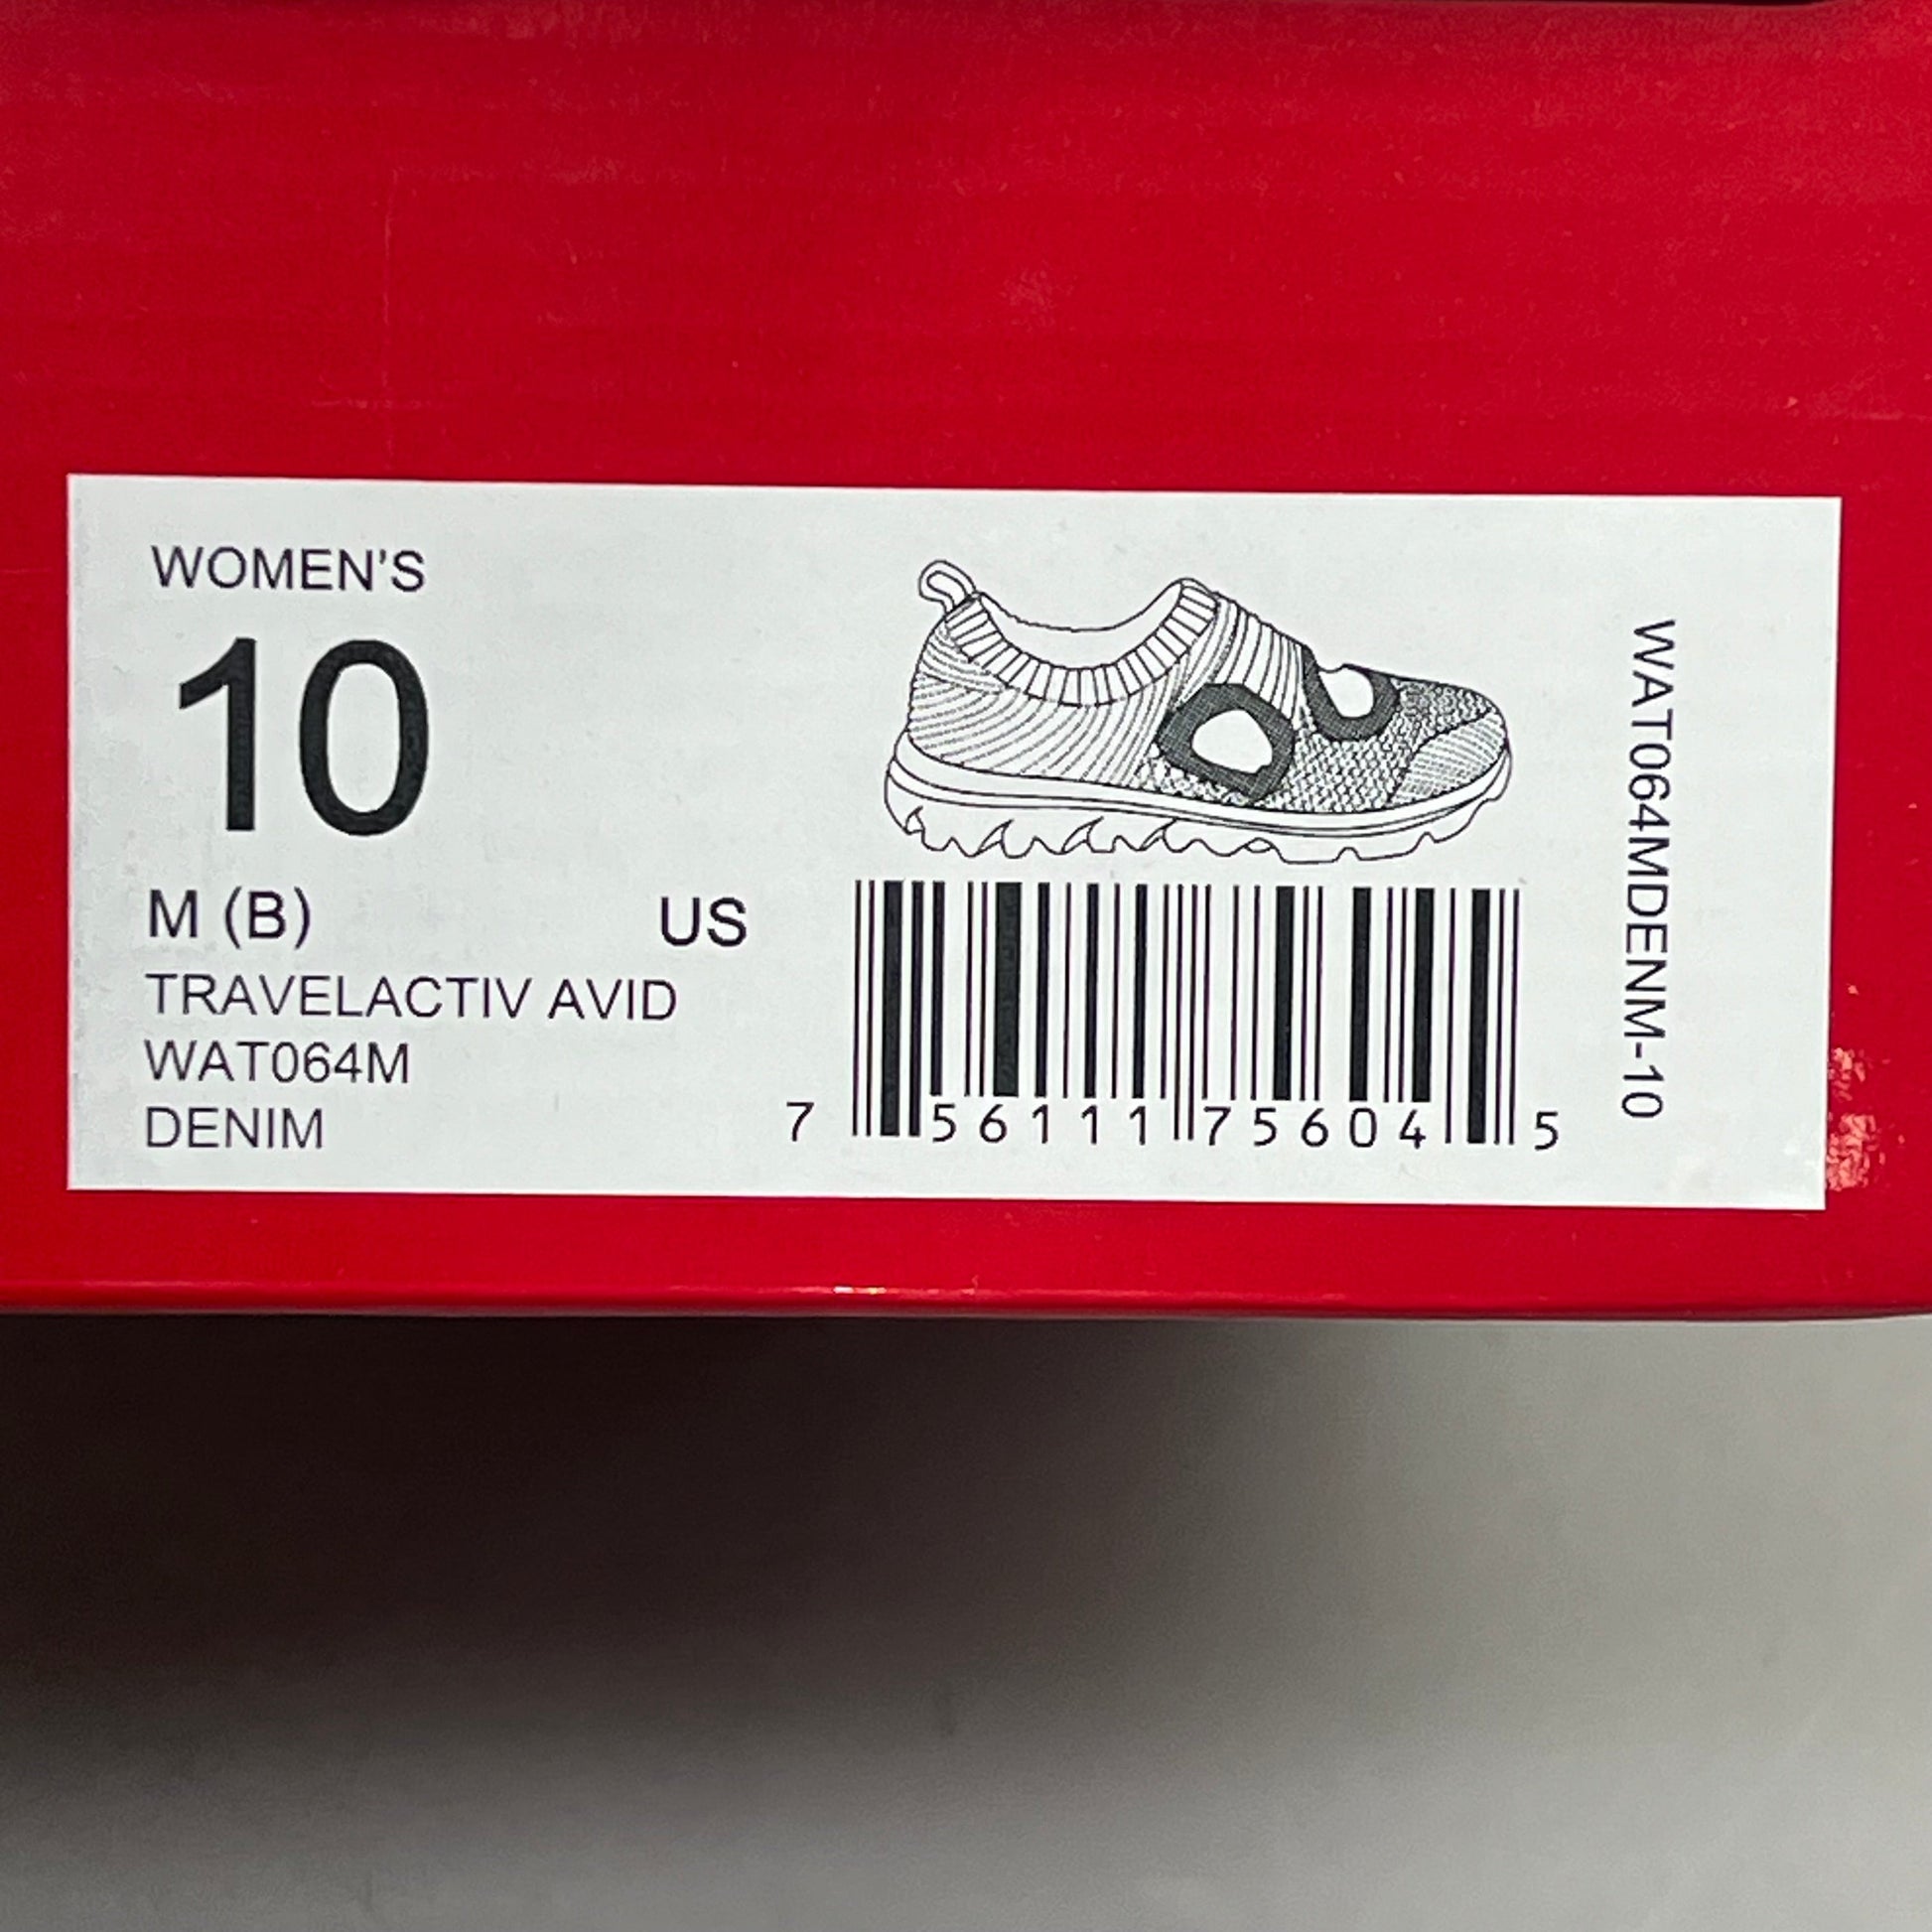 WOMEN'S
10
M (B) US
TRAVELACTIV AVID
WAT064M
DENIM
7 56111 75604 5
WAT064MDENM-10